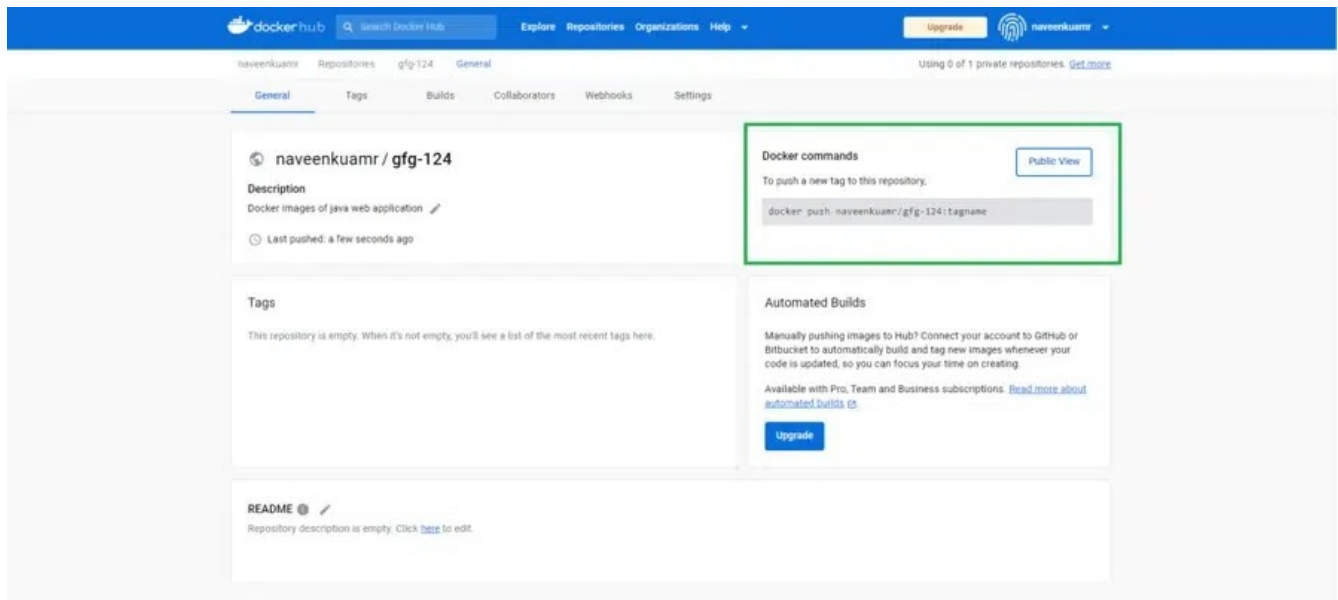 dockerhub Search Docker Hub Explore Repositories Organizations Help Upgrade naveenkuamr
naveenkuamr Repositories gfg-124 General Using 0 of 1 private repositories. Get more
General Tags Builds Collaborators Webhooks Settings
naveenkuamr / gfg-124
Description
Docker images of java web application
Last pushed: a few seconds ago
Docker commands
Public View
To push a new tag to this repository,
docker push naveenkuamr/gfg-124:tagname
Tags
This repository is empty. When it's not empty, you'll see a list of the most recent tags here.
Automated Builds
Manually pushing images to Hub? Connect your account to GitHub or
Bitbucket to automatically build and tag new images whenever your
code is updated, so you can focus your time on creating.
Available with Pro, Team and Business subscriptions. Read more about
automated builds
Upgrade
README
Repository description is empty. Click here to edit.